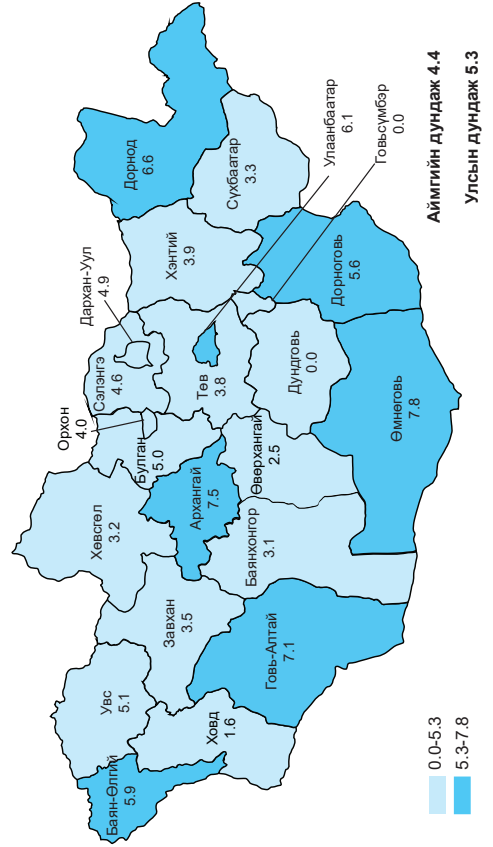 Баян-Өлгий
5.9
Увс
5.1
Ховд
1.6
Завхан
3.5
Говь-Алтай
7.1
Хөвсгөл
3.2
Архангай
7.5
Баянхонгор
3.1
Орхон
4.0
Булган
5.0
Өвөрхангай
2.5
Сэлэнгэ
4.6
Дархан-Уул
4.9
Төв
3.8
Дундговь
0.0
Өмнөговь
7.8
Хэнтий
3.9
Дорноговь
5.6
Дорнод
6.6
Сүхбаатар
3.3
Улаанбаатар
6.1
Говьсүмбэр
0.0
0.0-5.3
5.3-7.8
Аймгийн дундаж 4.4
Улсын дундаж 5.3